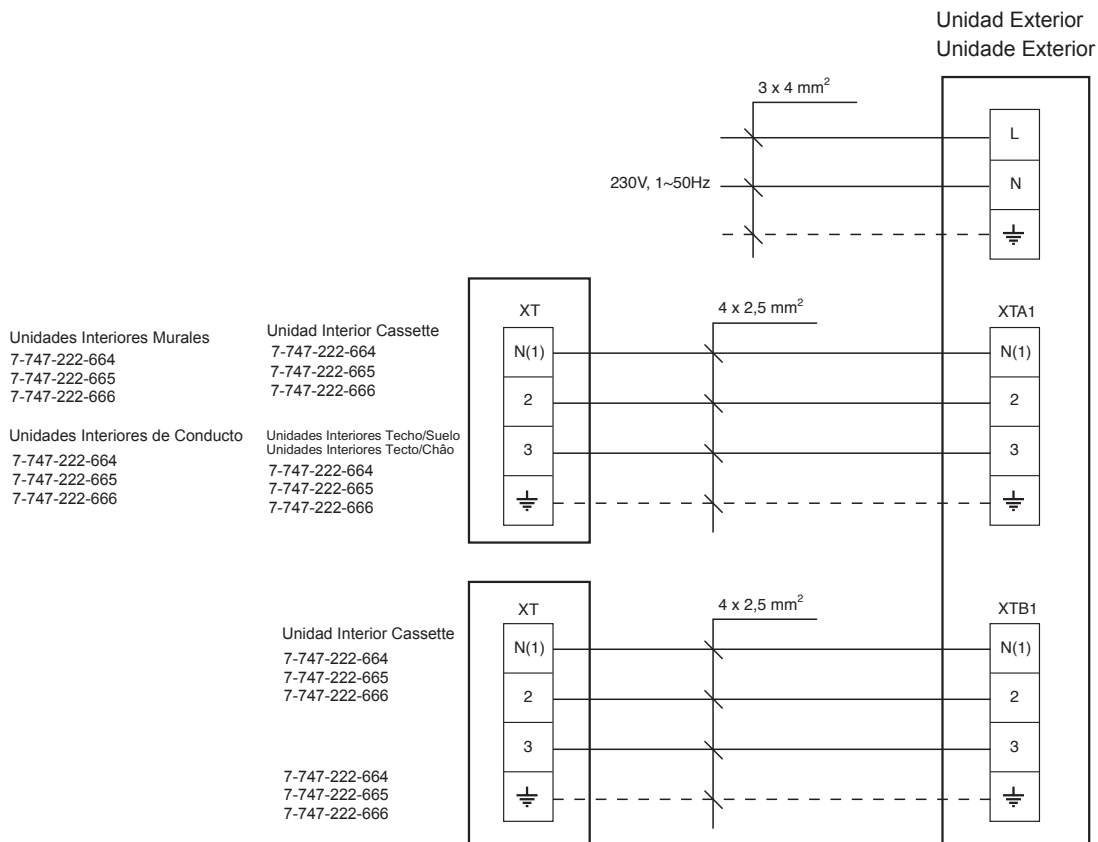 Unidad Exterior
Unidade Exterior
3 x 4 mm²
L
230V, 1~50Hz
N
XT
4 x 2,5 mm²
XTA1
Unidades Interiores Murales
7-747-222-664
7-747-222-665
7-747-222-666
Unidad Interior Cassette
7-747-222-664
7-747-222-665
7-747-222-666
Unidades Interiores de Conducto
7-747-222-664
7-747-222-665
7-747-222-666
Unidades Interiores Techo/Suelo
Unidades Interiores Tecto/Châo
7-747-222-664
7-747-222-665
7-747-222-666
N(1)
2
3
N(1)
2
3
XT
4 x 2,5 mm²
XTB1
Unidad Interior Cassette
7-747-222-664
7-747-222-665
7-747-222-666
7-747-222-664
7-747-222-665
7-747-222-666
N(1)
2
3
N(1)
2
3